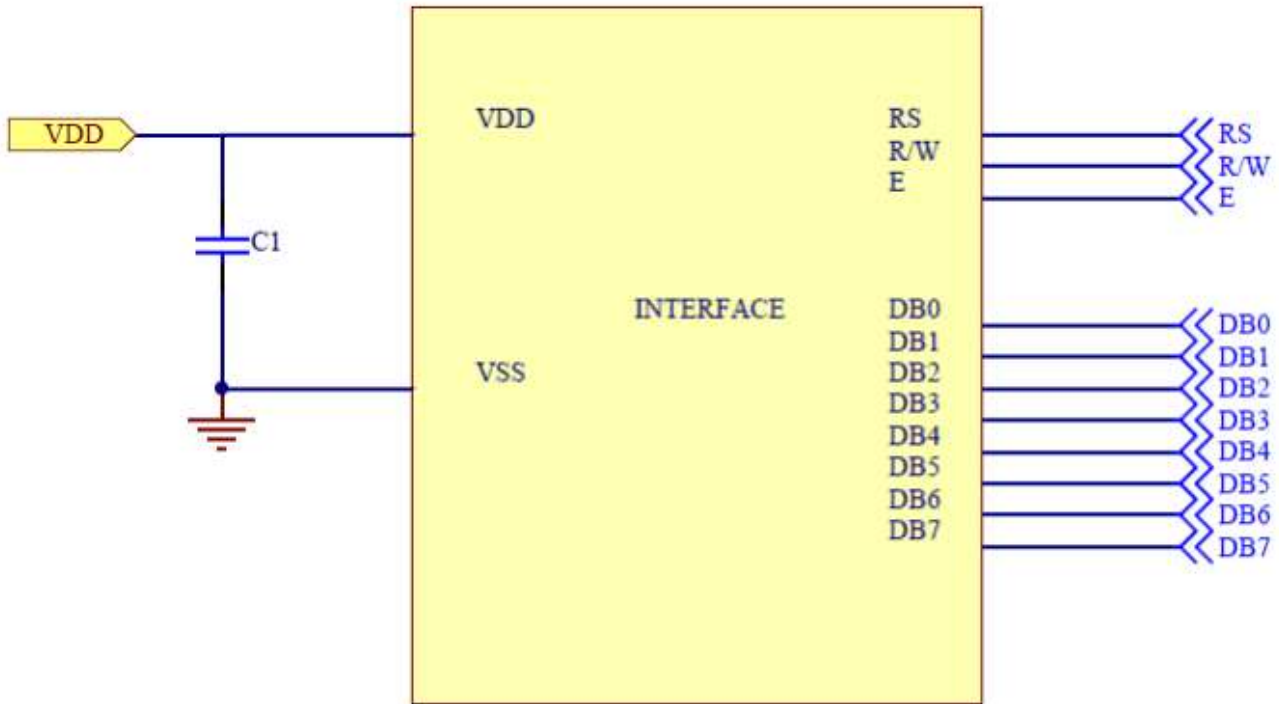 VDD
C1
VDD
VSS
INTERFACE
RS
R/W
E
DB0
DB1
DB2
DB3
DB4
DB5
DB6
DB7
RS
R/W
E
DB0
DB1
DB2
DB3
DB4
DB5
DB6
DB7